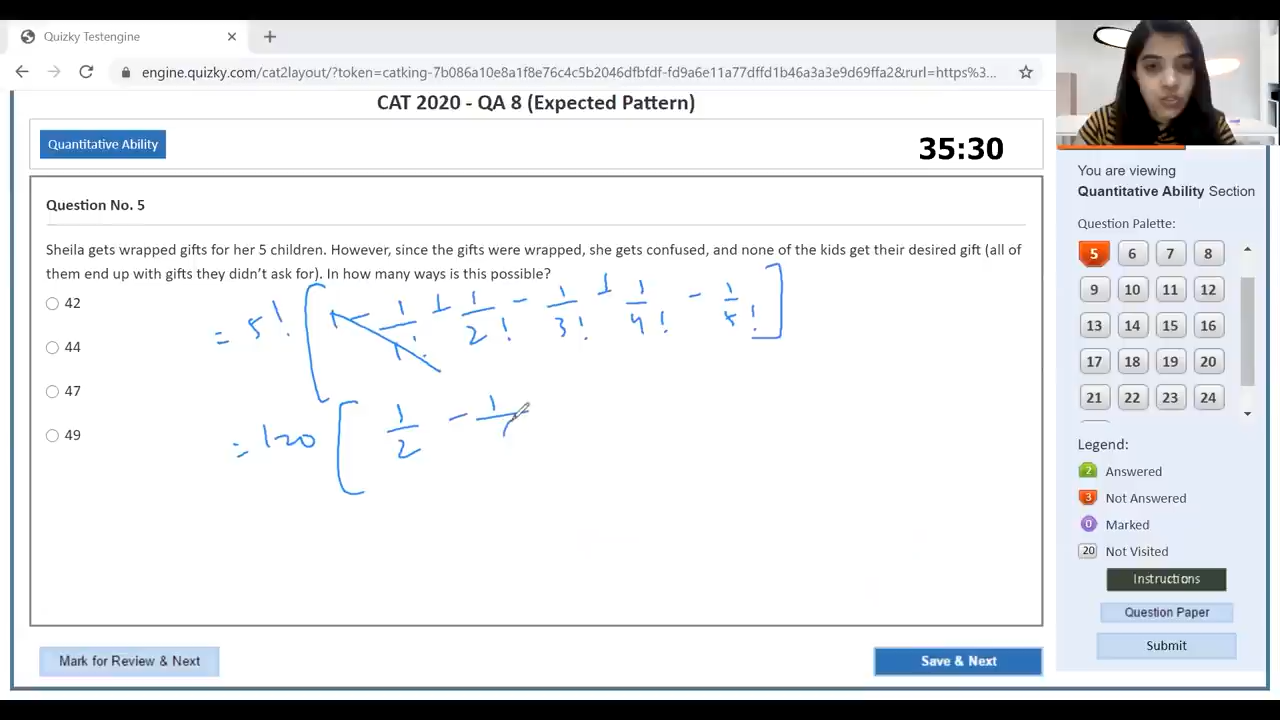 Quizky Testengine
engine.quizky.com/cat2layout/?token=catking-7b086a10e8a1f8e76c4c5b2046dfbfdf-fd9a6e11a77dffd1b46a3a3e9d69ffa2&rurl=https%3...
CAT 2020 - QA 8 (Expected Pattern)
Quantitative Ability
35:30
Question No. 5
Sheila gets wrapped gifts for her 5 children. However, since the gifts were wrapped, she gets confused, and none of the kids get their desired gift (all of
them end up with gifts they didn't ask for). In how many ways is this possible?
42
44
47
49
= 5! [ 1 - 1/1! + 1/2! - 1/3! + 1/4! - 1/5! ]
= 120 [ 1/2 - 1/
Mark for Review & Next
Save & Next
You are viewing
Quantitative Ability Section
Question Palette:
5 6 7 8
9 10 11 12
13 14 15 16
17 18 19 20
21 22 23 24
Legend:
2 Answered
3 Not Answered
0 Marked
20 Not Visited
Instructions
Question Paper
Submit